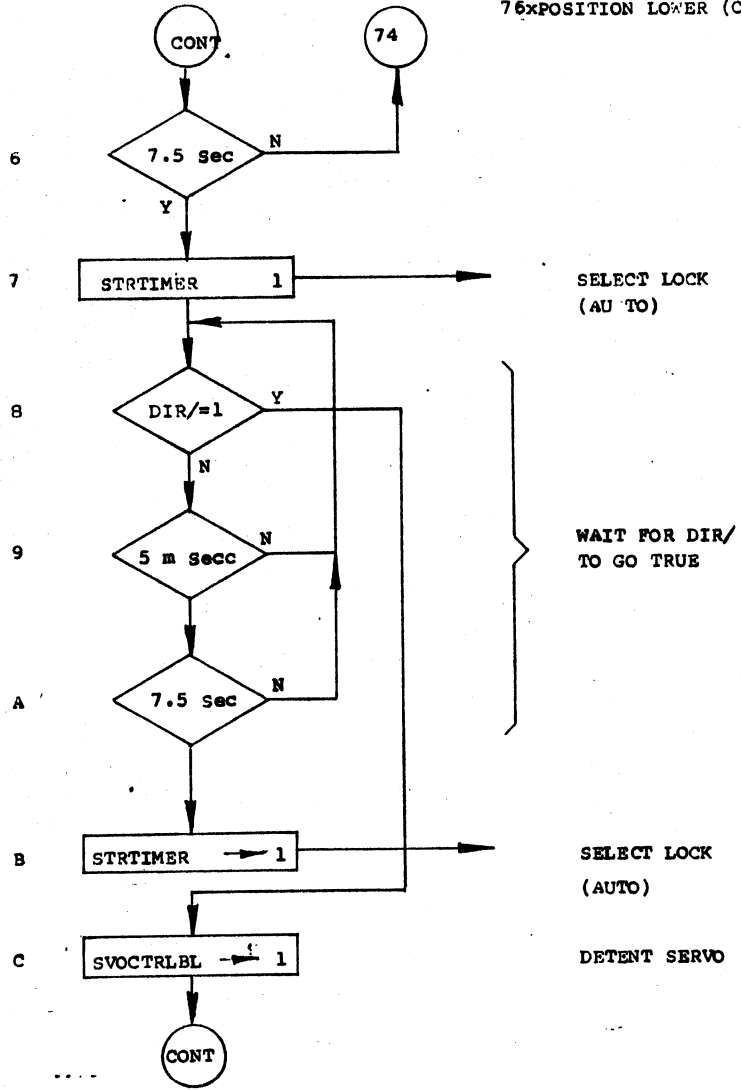 76xPOSITION LOWER (C
CONT
74
6
7.5 sec
N
Y
7
STRTIMER 1
SELECT LOCK
(AU TO)
8
DIR/=1
Y
N
9
5 m secc
N
WAIT FOR DIR/
TO GO TRUE
A
7.5 sec
N
B
STRTIMER → 1
SELECT LOCK
(AUTO)
C
SVOCTRLBL → 1
DETENT SERVO
CONT